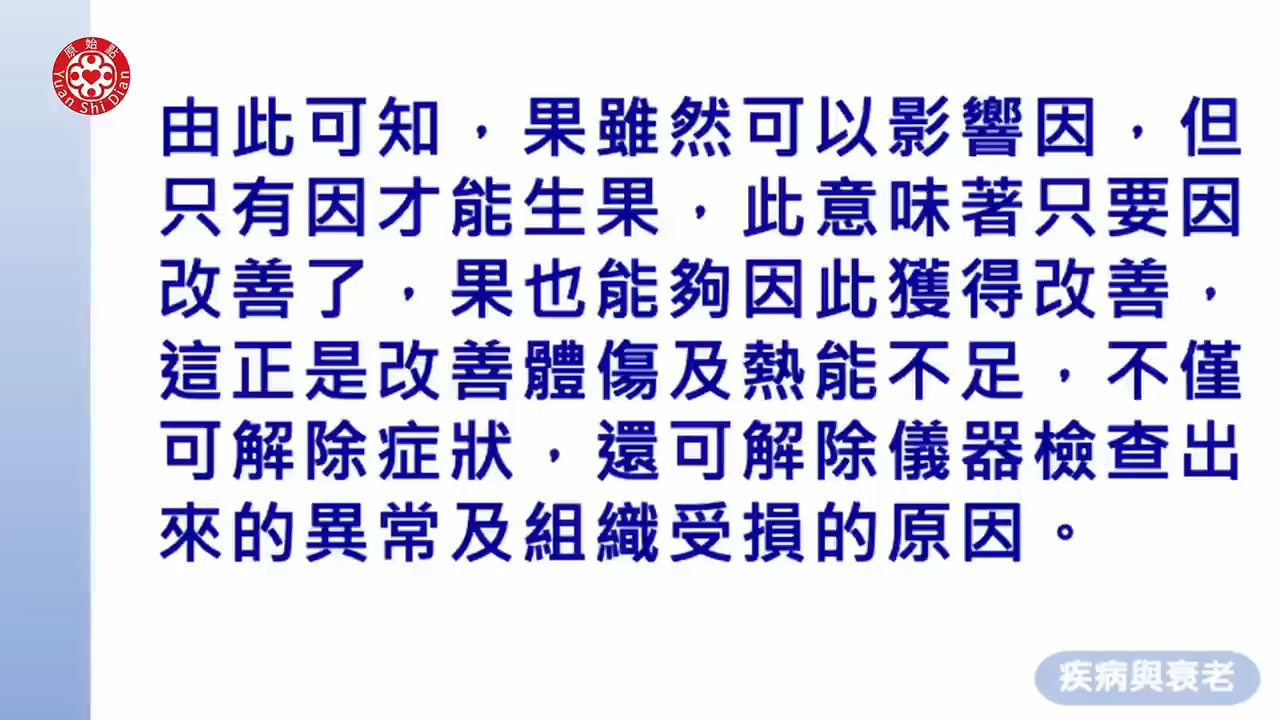 原始點
Yuan Shi Dian
由此可知，果雖然可以影響因，但
只有因才能生果，此意味著只要因
改善了，果也能夠因此獲得改善，
這正是改善體傷及熱能不足，不僅
可解除症狀，還可解除儀器檢查出
來的異常及組織受損的原因。
疾病與衰老